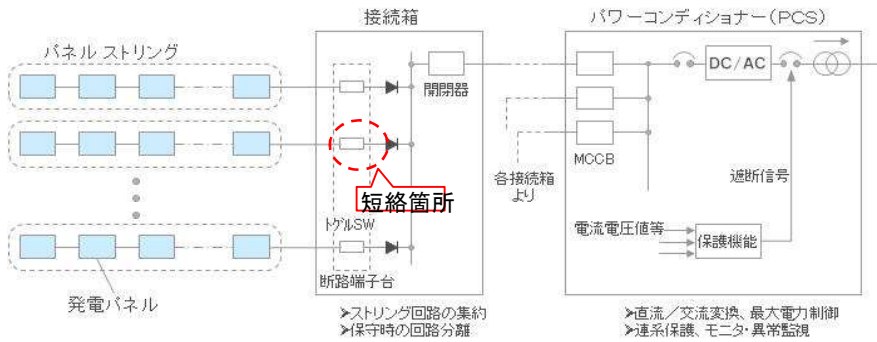 接続箱
パワーコンディショナー(PCS)
パネル ストリング
DC/AC
開閉器
MCCB
各接続箱
より
遮断信号
短絡箇所
トグルSW
電流電圧値等
保護機能
断路端子台
発電パネル
➤ストリング回路の集約
➤保守時の回路分離
➤直流/交流変換、最大電力制御
➤連系保護、モニタ・異常監視